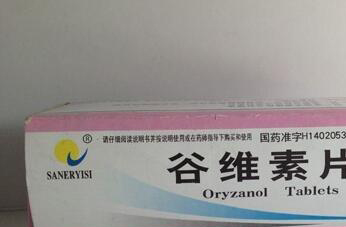 请仔细阅读说明书并按说明使用或在药师指导下购买和使用 国药准字H1402053
®
SANERYISI
谷维素片
Oryzanol Tablets